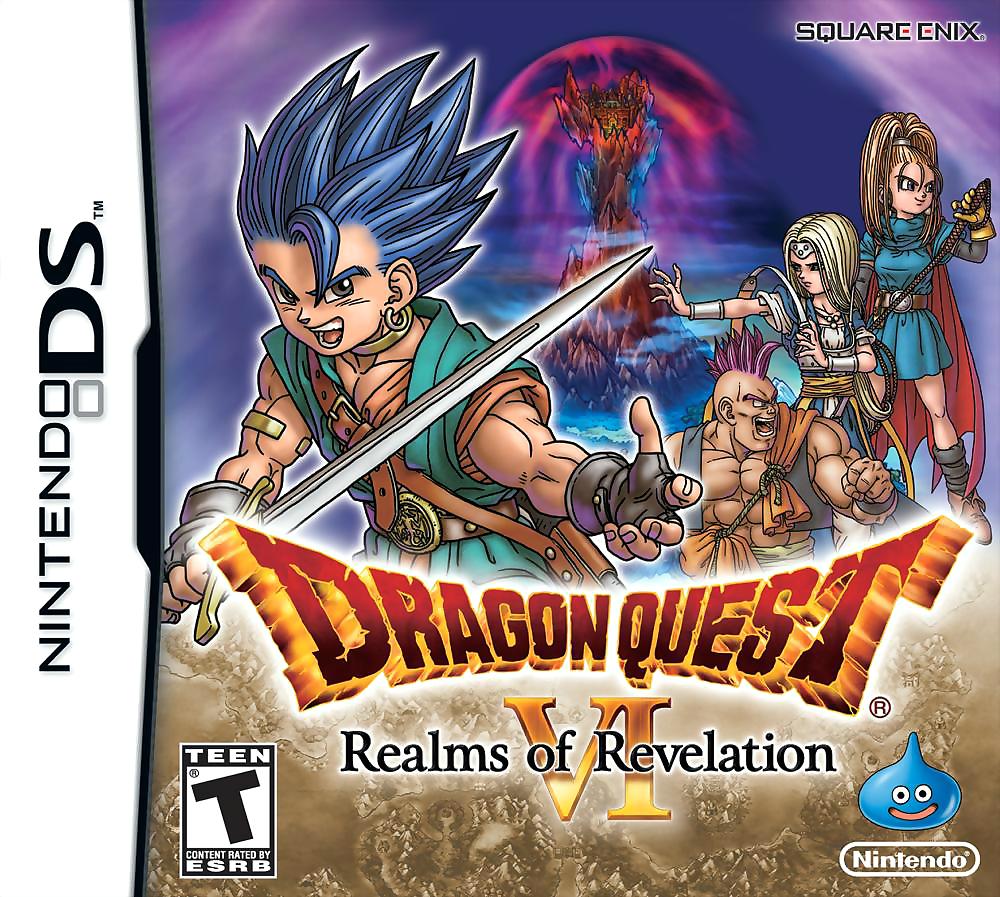 NINTENDO DS™
SQUARE ENIX®
DRAGON QUEST®
VI
Realms of Revelation
TEEN
®
T
CONTENT RATED BY
ESRB
Nintendo®